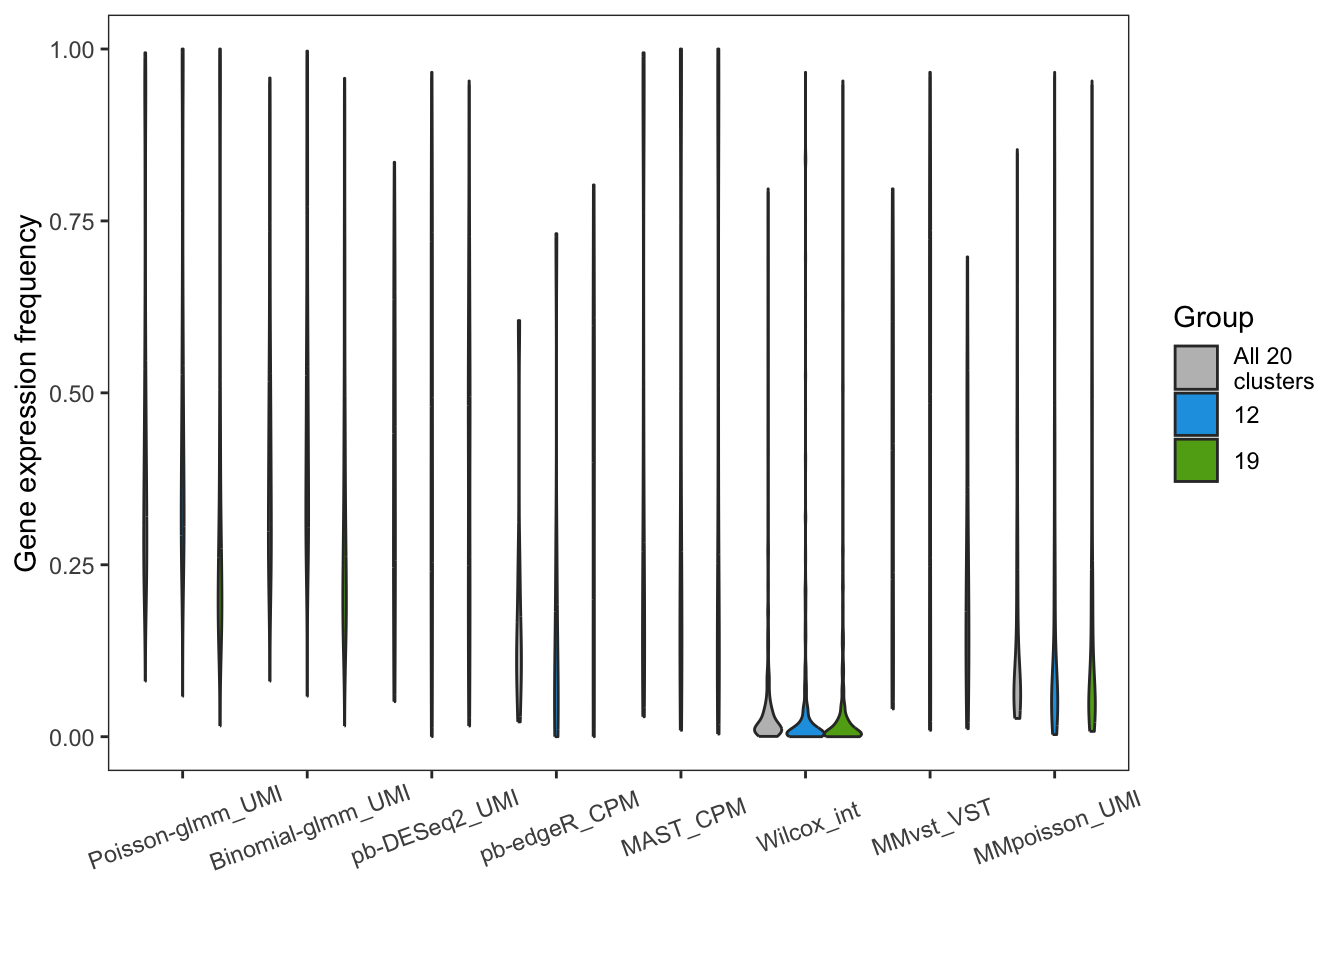 Gene expression frequency
1.00
0.75
0.50
0.25
0.00
Poisson-glmm_UMI
Binomial-glmm_UMI
pb-DESeq2_UMI
pb-edgeR_CPM
MAST_CPM
Wilcox_int
MMvst_VST
MMpoisson_UMI
Group
All 20
clusters
12
19